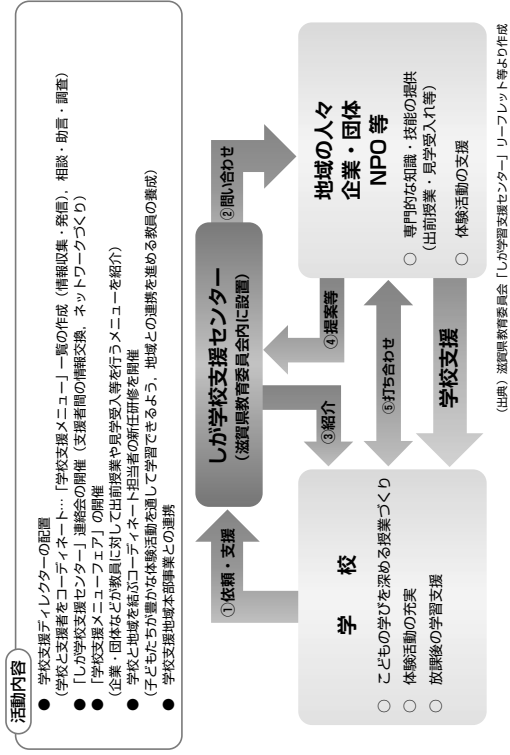 活動内容
● 学校支援ディレクターの配置
(学校と支援者をコーディネート…「学校支援メニュー」一覧の作成(情報収集・発信), 相談・助言・調査)
● 「しが学校支援センター」連絡会の開催(支援者間の情報交換、ネットワークづくり)
● 「学校支援メニューフェア」の開催
(企業・団体などが教員に対して出前授業や見学受入等を行うメニューを紹介)
● 学校と地域を結ぶコーディネート担当者の新任研修を開催
(子どもたちが豊かな体験活動を通して学習できるよう, 地域との連携を進める教員の養成)
● 学校支援地域本部事業との連携
しが学校支援センター
(滋賀県教育委員会内に設置)
①依頼・支援
②問い合わせ
③紹介
④提案等
⑤打ち合わせ
学校支援
学 校
○ こどもの学びを深める授業づくり
○ 体験活動の充実
○ 放課後の学習支援
地域の人々
企業・団体
NPO 等
○ 専門的な知識・技能の提供
(出前授業・見学受入れ等)
○ 体験活動の支援
(出典)滋賀県教育委員会「しが学習支援センター」リーフレット等より作成